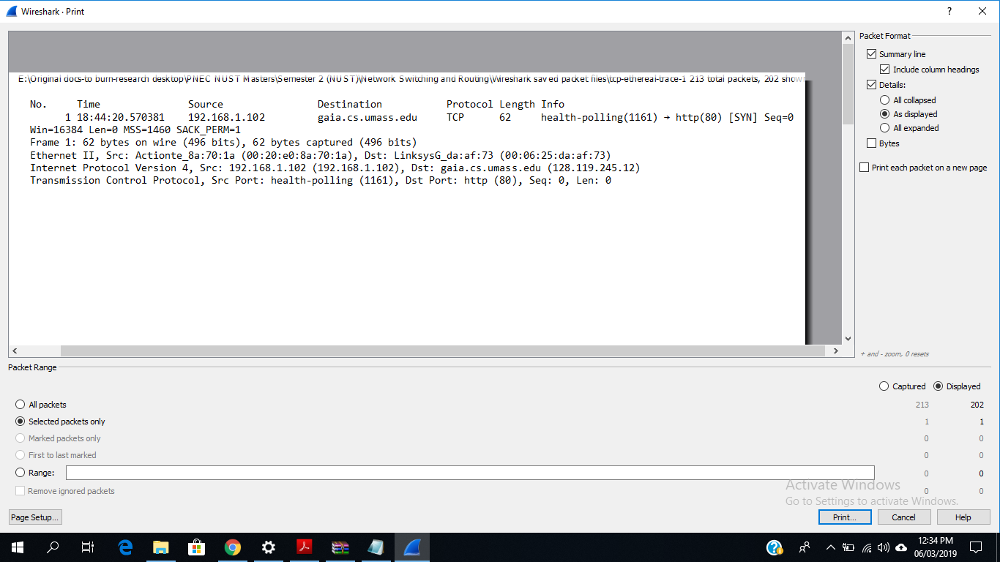 Wireshark · Print
?
E:\Original docs-to burn-research desktop\PNEC NUST Masters\Semester 2 (NUST)\Network Switching and Routing\Wireshark saved packet files\tcp-ethereal-trace-1 213 total packets, 202 shown
No. Time Source Destination Protocol Length Info
1 18:44:20.570381 192.168.1.102 gaia.cs.umass.edu TCP 62 health-polling(1161) → http(80) [SYN] Seq=0
Win=16384 Len=0 MSS=1460 SACK_PERM=1
Frame 1: 62 bytes on wire (496 bits), 62 bytes captured (496 bits)
Ethernet II, Src: Actionte_8a:70:1a (00:20:e0:8a:70:1a), Dst: LinksysG_da:af:73 (00:06:25:da:af:73)
Internet Protocol Version 4, Src: 192.168.1.102 (192.168.1.102), Dst: gaia.cs.umass.edu (128.119.245.12)
Transmission Control Protocol, Src Port: health-polling (1161), Dst Port: http (80), Seq: 0, Len: 0
Packet Format
Summary line
Include column headings
Details:
All collapsed
As displayed
All expanded
Bytes
Print each packet on a new page
+ and - zoom, 0 resets
Packet Range
Captured Displayed
All packets 213 202
Selected packets only 1 1
Marked packets only 0 0
First to last marked 0 0
Range: 0 0
Remove ignored packets 0 0
Activate Windows
Go to Settings to activate Windows.
Page Setup... Print... Cancel Help
12:34 PM
06/03/2019